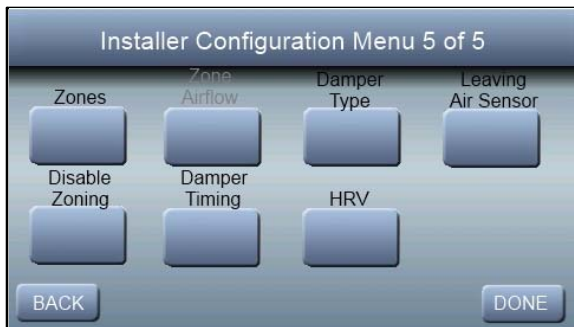 Installer Configuration Menu 5 of 5
Zones
Zone
Airflow
Damper
Type
Leaving
Air Sensor
Disable
Zoning
Damper
Timing
HRV
BACK
DONE